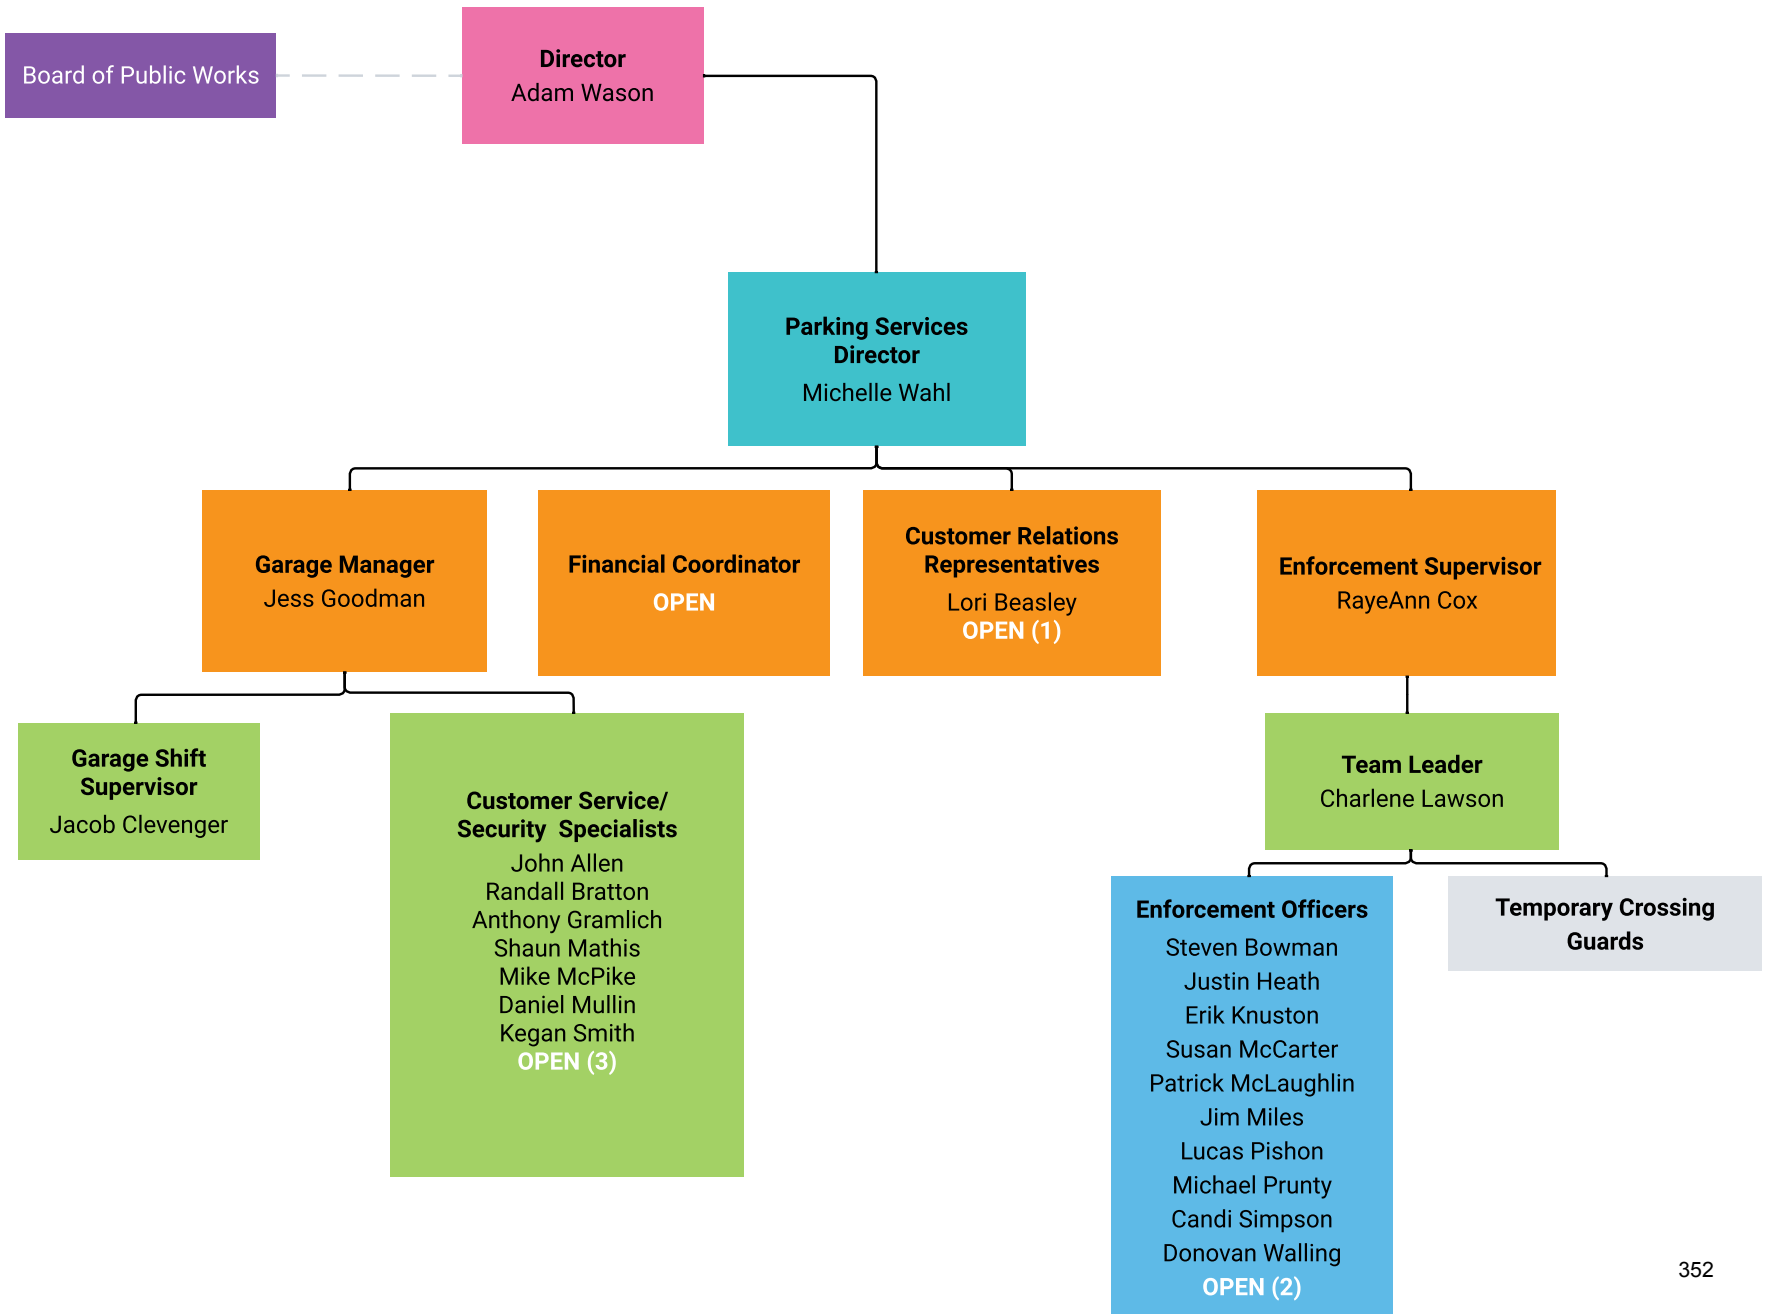 Board of Public Works
Director
Adam Wason
Parking Services
Director
Michelle Wahl
Garage Manager
Jess Goodman
Financial Coordinator
OPEN
Customer Relations
Representatives
Lori Beasley
OPEN (1)
Enforcement Supervisor
RayeAnn Cox
Garage Shift
Supervisor
Jacob Clevenger
Customer Service/
Security  Specialists
John Allen
Randall Bratton
Anthony Gramlich
Shaun Mathis
Mike McPike
Daniel Mullin
Kegan Smith
OPEN (3)
Team Leader
Charlene Lawson
Enforcement Officers
Steven Bowman
Justin Heath
Erik Knuston
Susan McCarter
Patrick McLaughlin
Jim Miles
Lucas Pishon
Michael Prunty
Candi Simpson
Donovan Walling
OPEN (2)
Temporary Crossing
Guards
352